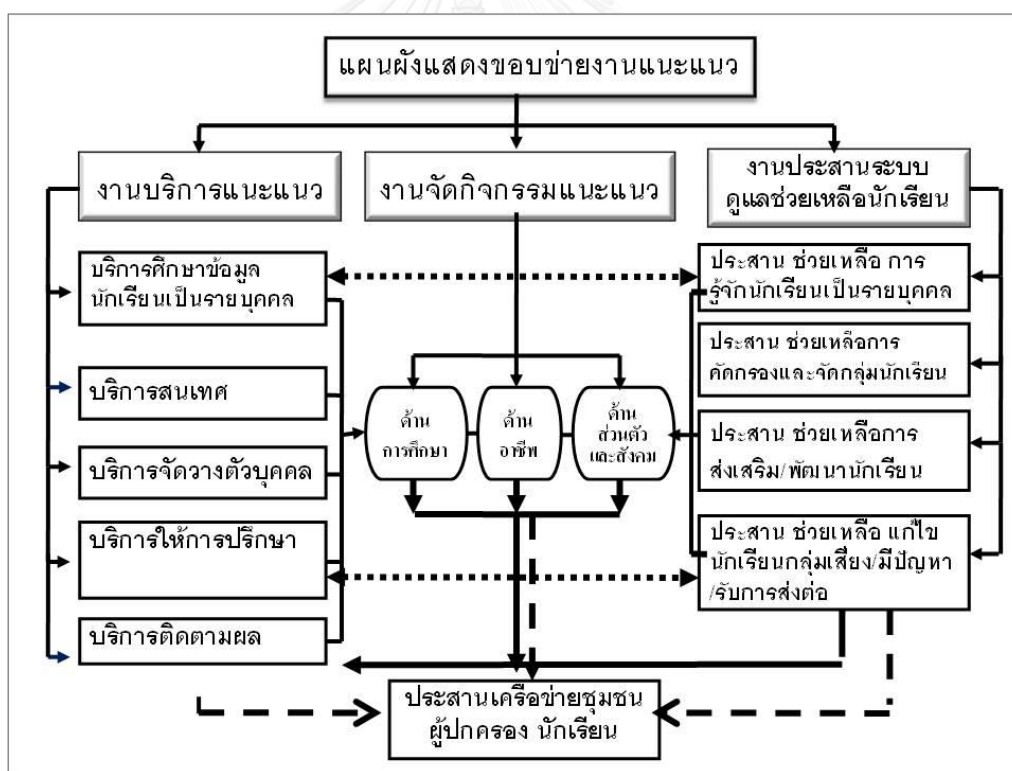 แผนผังแสดงขอบข่ายงานแนะแนว
งานบริการแนะแนว
งานจัดกิจกรรมแนะแนว
งานประสานระบบ
ดูแลช่วยเหลือนักเรียน
บริการศึกษาข้อมูล
นักเรียนเป็นรายบุคคล
บริการสนเทศ
บริการจัดวางตัวบุคคล
บริการให้การปรึกษา
บริการติดตามผล
ด้าน
การศึกษา
ด้าน
อาชีพ
ด้าน
ส่วนตัว
และสังคม
ประสาน ช่วยเหลือ การ
รู้จักนักเรียนเป็นรายบุคคล
ประสาน ช่วยเหลือการ
คัดกรองและจัดกลุ่มนักเรียน
ประสาน ช่วยเหลือการ
ส่งเสริม/พัฒนานักเรียน
ประสาน ช่วยเหลือ แก้ไข
นักเรียนกลุ่มเสี่ยง/มีปัญหา
/รับการส่งต่อ
ประสานเครือข่ายชุมชน
ผู้ปกครอง นักเรียน